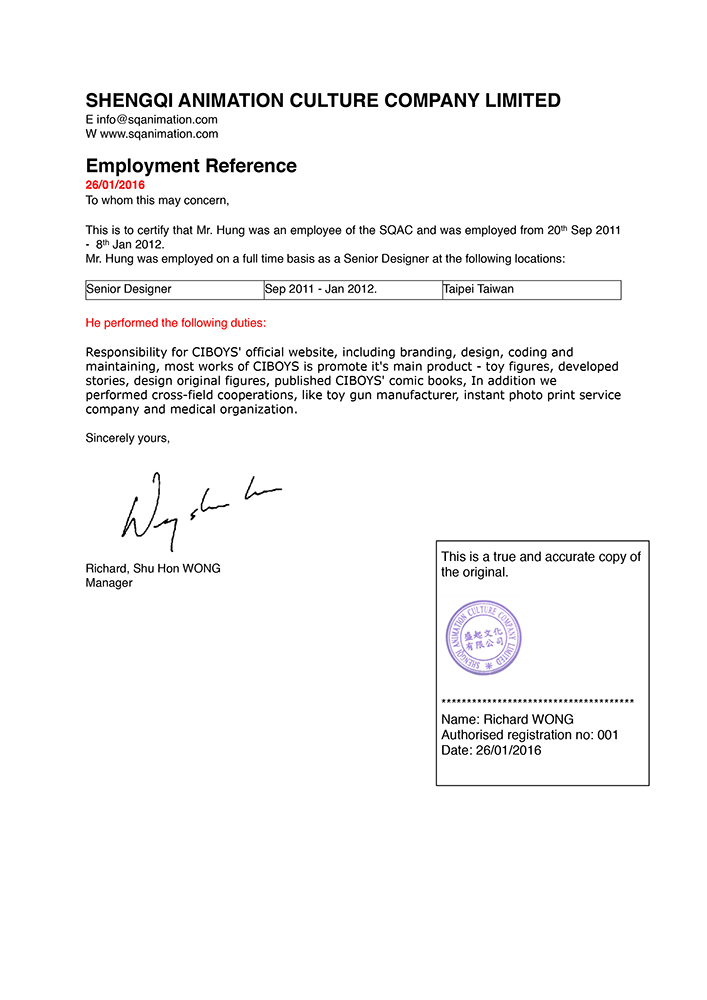 SHENGQI ANIMATION CULTURE COMPANY LIMITED
E info@sqanimation.com
W www.sqanimation.com
Employment Reference
26/01/2016
To whom this may concern,
This is to certify that Mr. Hung was an employee of the SQAC and was employed from 20th Sep 2011
- 8th Jan 2012.
Mr. Hung was employed on a full time basis as a Senior Designer at the following locations:
Senior Designer Sep 2011 - Jan 2012. Taipei Taiwan
He performed the following duties:
Responsibility for CIBOYS' official website, including branding, design, coding and
maintaining, most works of CIBOYS is promote it's main product - toy figures, developed
stories, design original figures, published CIBOYS' comic books, In addition we
performed cross-field cooperations, like toy gun manufacturer, instant photo print service
company and medical organization.
Sincerely yours,
Richard, Shu Hon WONG
Manager
This is a true and accurate copy of
the original.
SHENGQI ANIMATION CULTURE COMPANY LIMITED
盛起文化
有限公司
**************************************
Name: Richard WONG
Authorised registration no: 001
Date: 26/01/2016